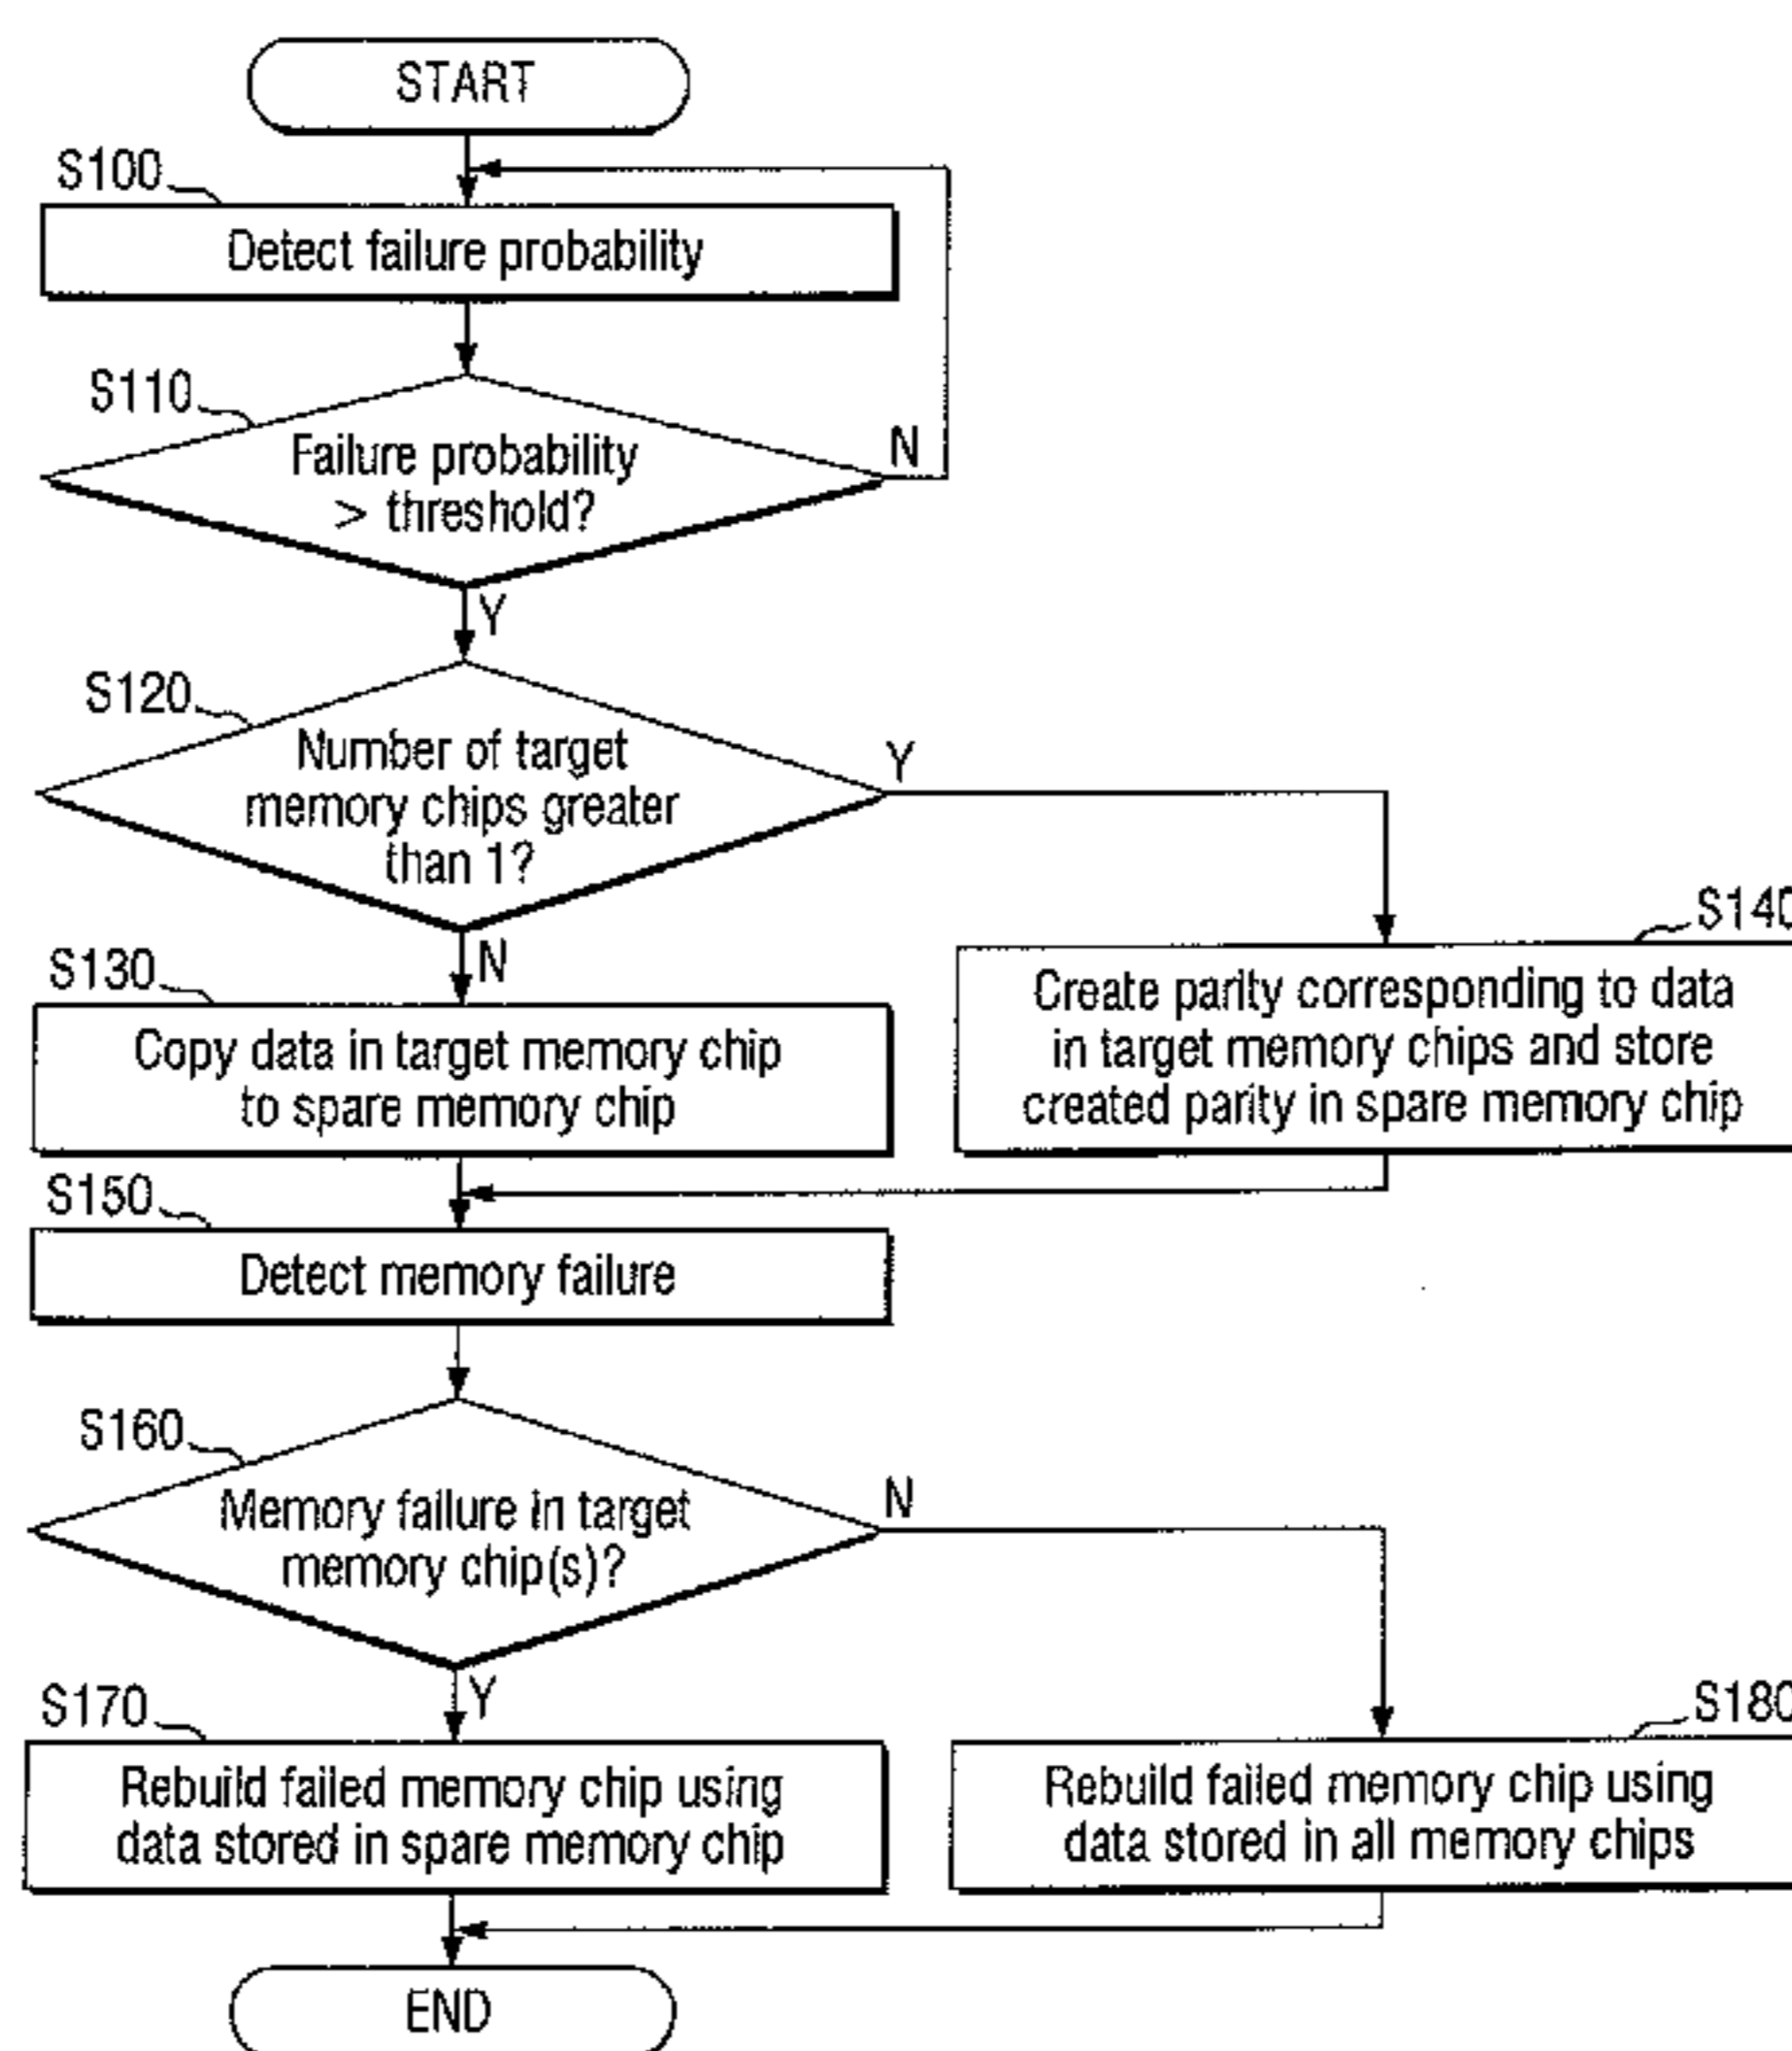 START
S100
Detect failure probability
S110
Failure probability
> threshold?
N
Y
S120
Number of target
memory chips greater
than 1?
Y
N
S130
Copy data in target memory chip
to spare memory chip
S140
Create parity corresponding to data
in target memory chips and store
created parity in spare memory chip
S150
Detect memory failure
S160
Memory failure in target
memory chip(s)?
N
Y
S170
Rebuild failed memory chip using
data stored in spare memory chip
S180
Rebuild failed memory chip using
data stored in all memory chips
END